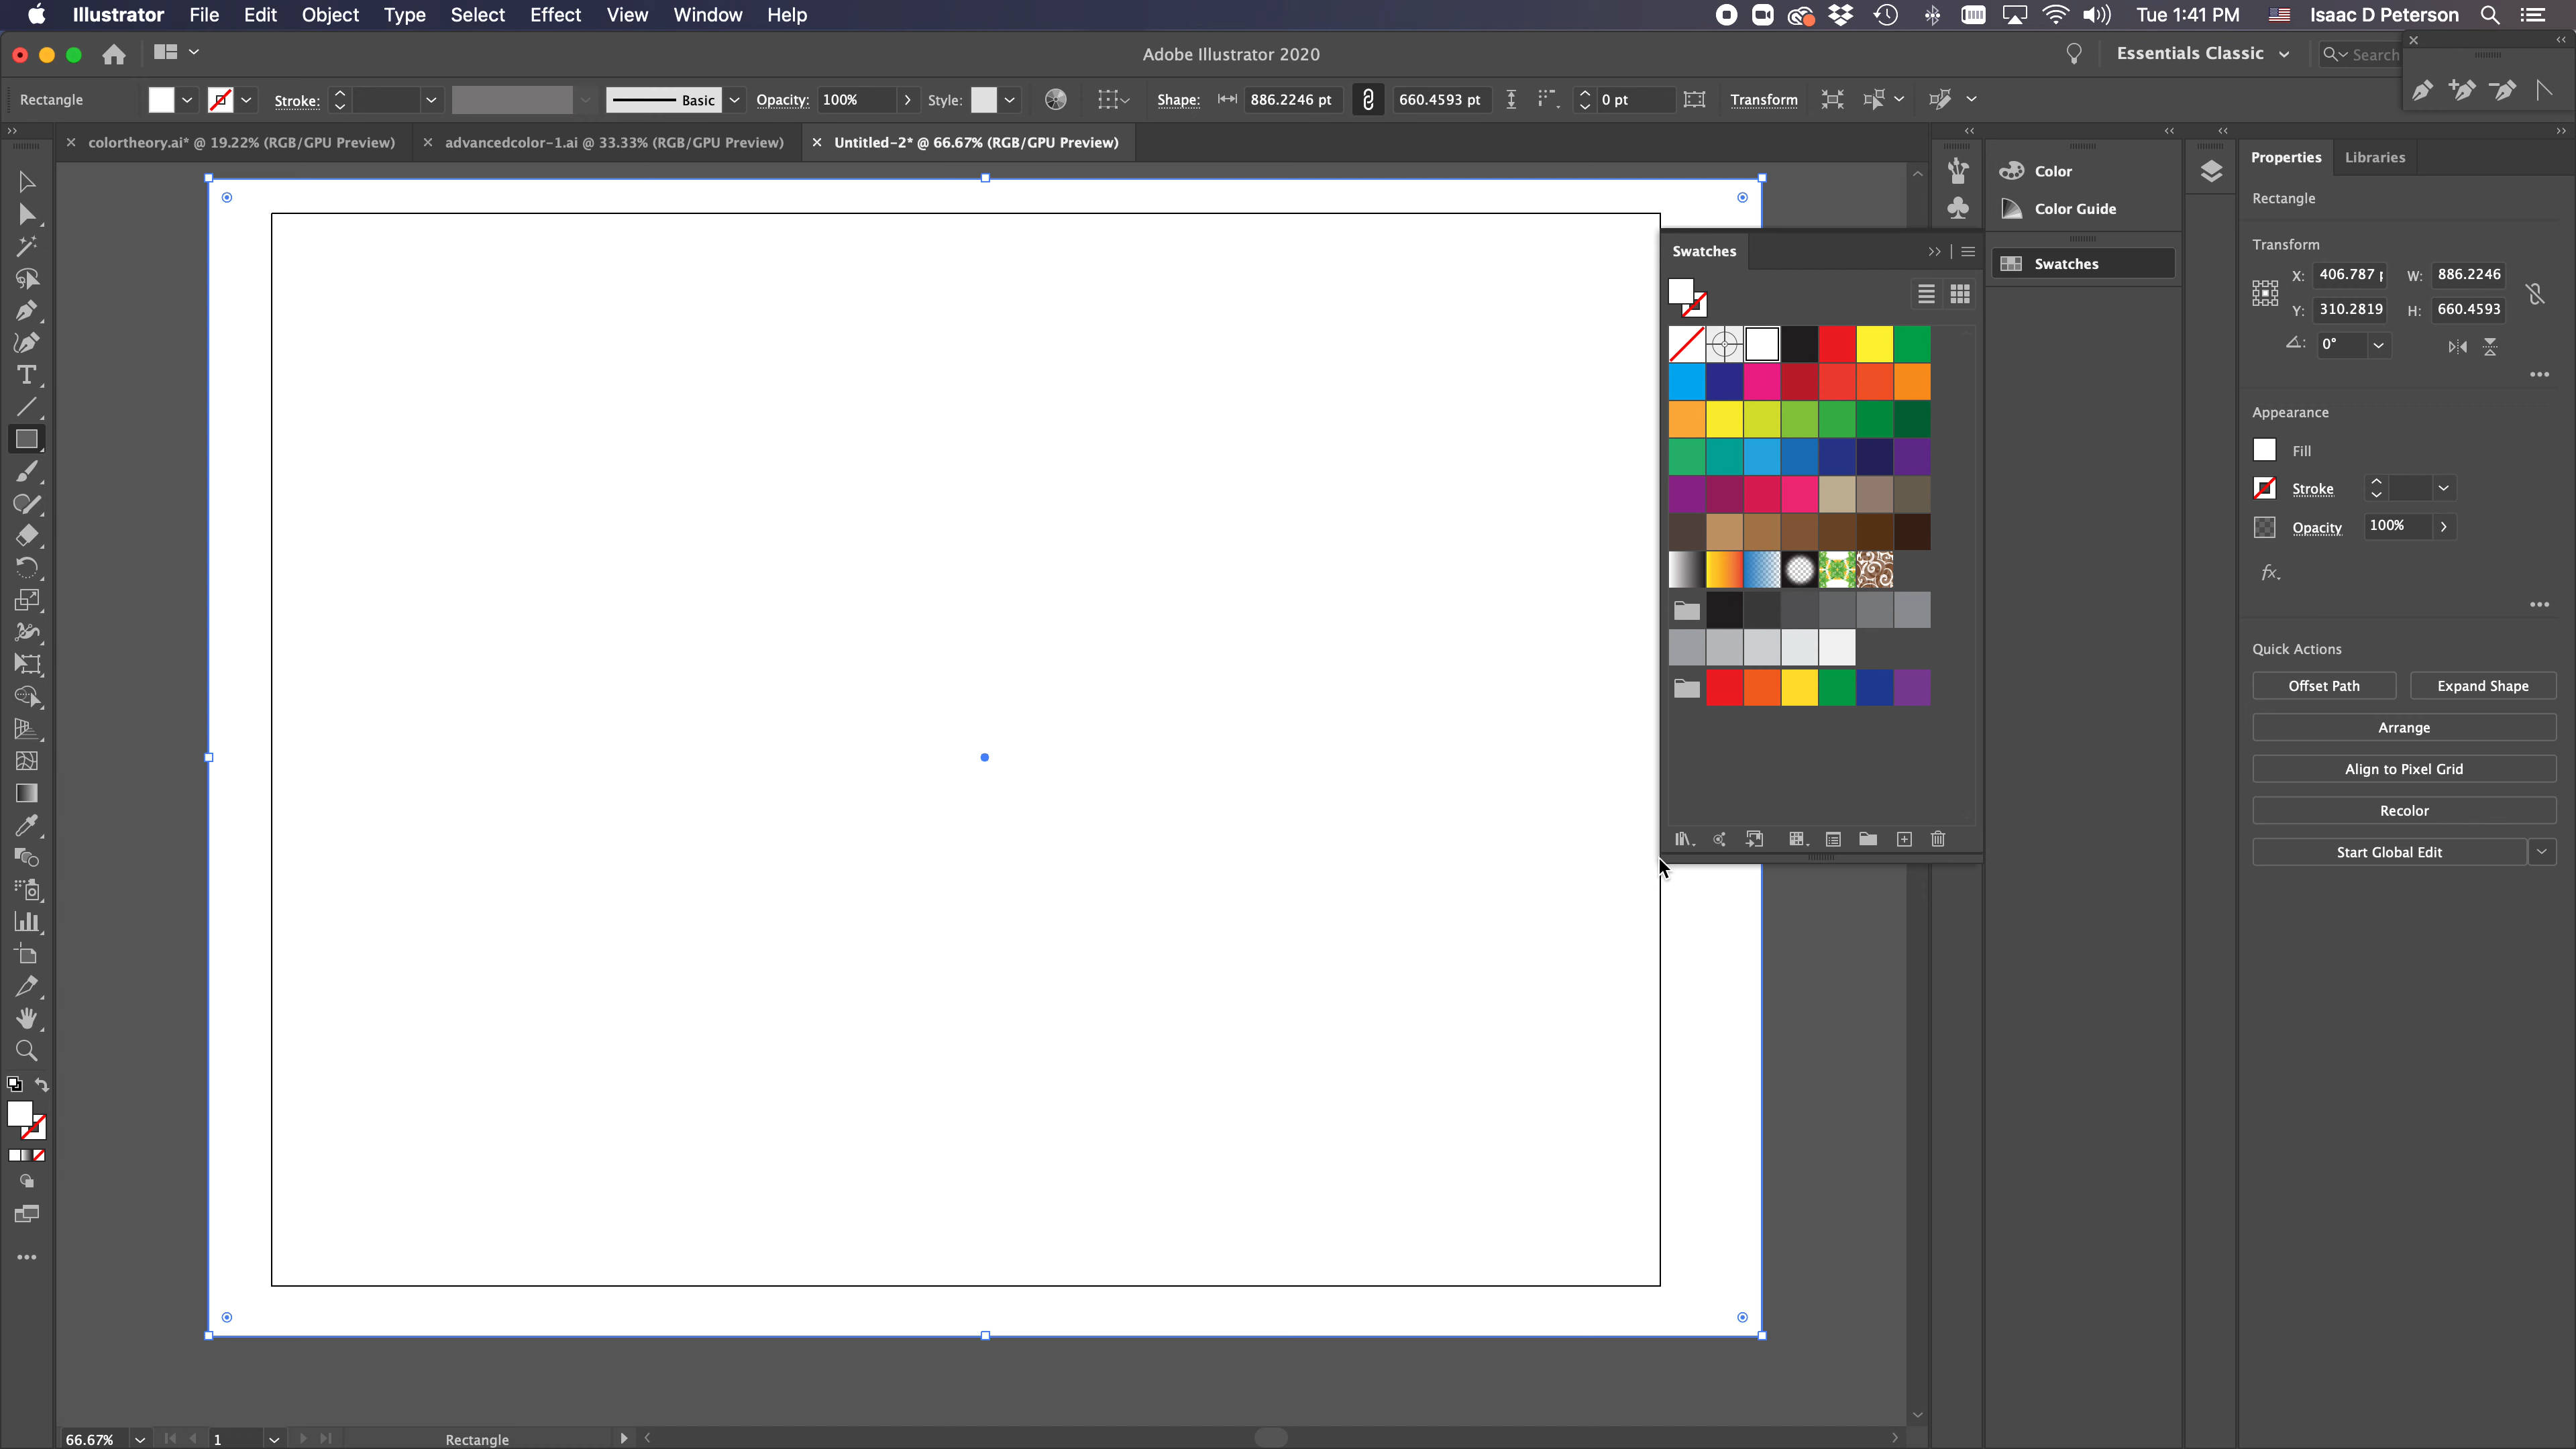 Illustrator File Edit Object Type Select Effect View Window Help Tue 1:41 PM Isaac D Peterson
Adobe Illustrator 2020 Essentials Classic Search
Rectangle Stroke: Basic Opacity: 100% Style: Shape: 886.2246 pt 660.4593 pt 0 pt Transform
colortheory.ai* @ 19.22% (RGB/GPU Preview) advancedcolor-1.ai @ 33.33% (RGB/GPU Preview) Untitled-2* @ 66.67% (RGB/GPU Preview)
Properties Libraries
Color
Rectangle
Color Guide
Transform
Swatches
Swatches
X: 406.787 W: 886.2246
Y: 310.2819 H: 660.4593
0°
Appearance
Fill
Stroke
Opacity 100%
fx.
Quick Actions
Offset Path Expand Shape
Arrange
Align to Pixel Grid
Recolor
Start Global Edit
66.67% 1 Rectangle